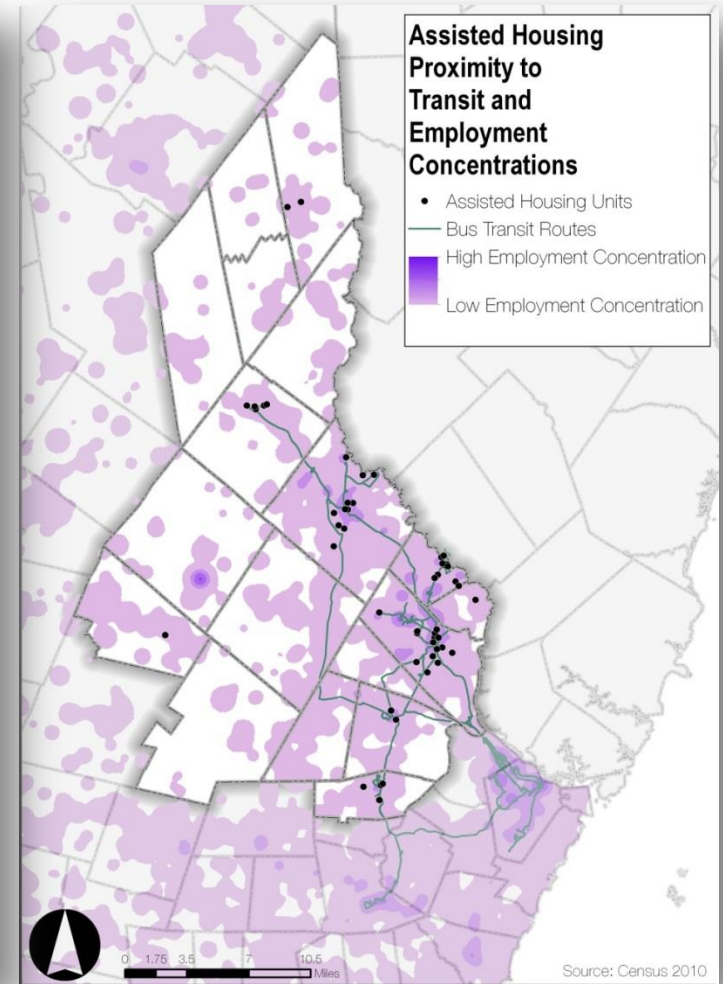 Assisted Housing
Proximity to
Transit and
Employment
Concentrations
Assisted Housing Units
Bus Transit Routes
High Employment Concentration
Low Employment Concentration
0 1.75 3.5 7 10.5
Miles
Source: Census 2010